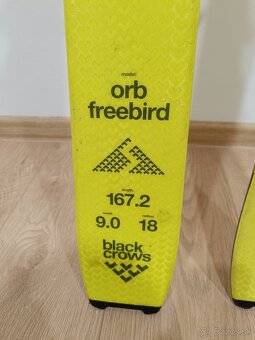 model:
orb
freebird
length
167.2
waist radius
9.0 18
black
crows